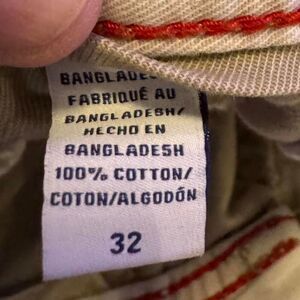 BANGLADESH/
FABRIQUÉ AU
BANGLADESH/
HECHO EN
BANGLADESH
100% COTTON/
COTON/ALGODÓN
32